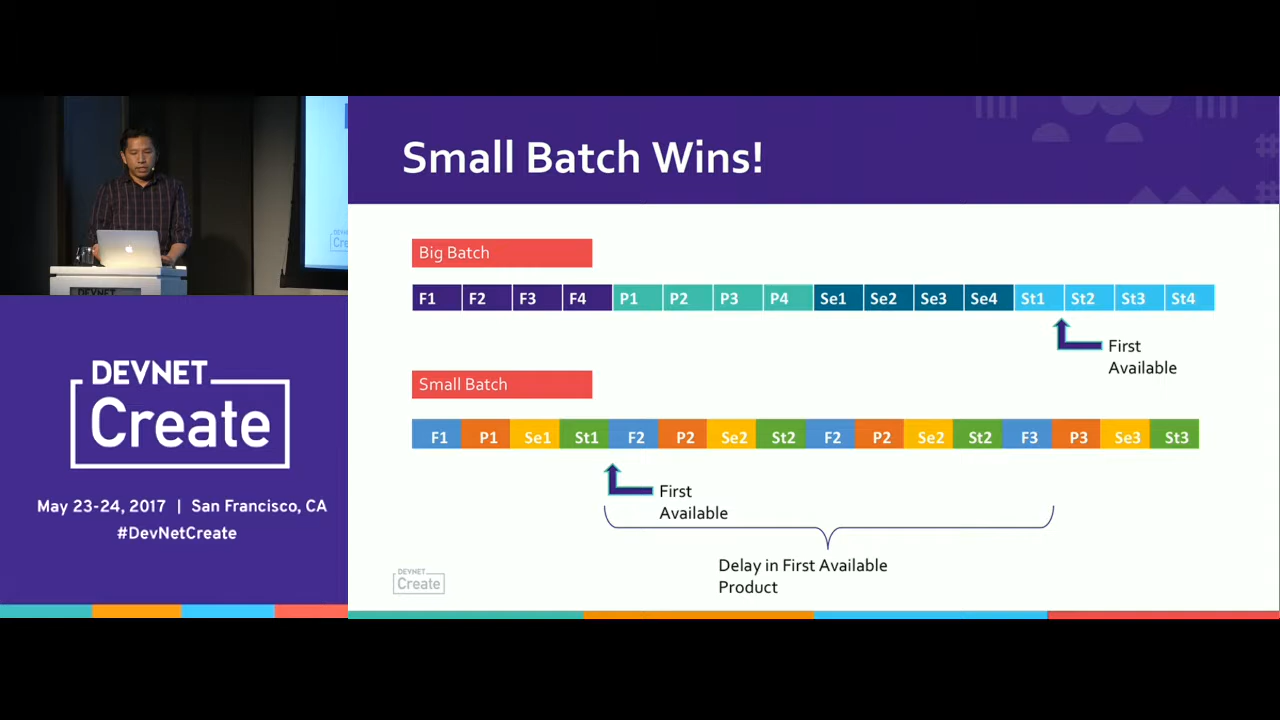 Small Batch Wins!
Big Batch
F1 F2 F3 F4 P1 P2 P3 P4 Se1 Se2 Se3 Se4 St1 St2 St3 St4
First
Available
Small Batch
F1 P1 Se1 St1 F2 P2 Se2 St2 F2 P2 Se2 St2 F3 P3 Se3 St3
First
Available
Delay in First Available
Product
DEVNET
Create
DEVNET
Create
May 23-24, 2017 | San Francisco, CA
#DevNetCreate
DEVNET